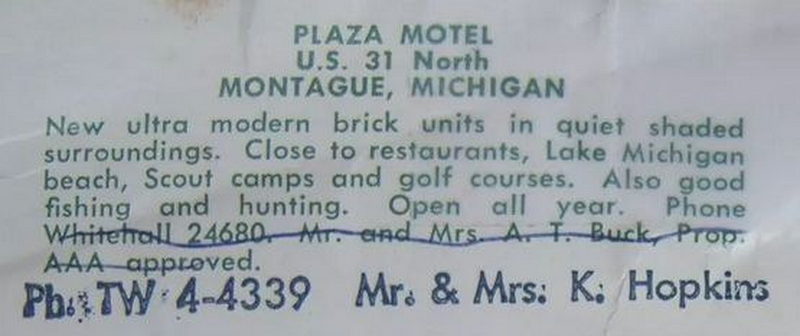 PLAZA MOTEL
U.S. 31 North
MONTAGUE, MICHIGAN
New ultra modern brick units in quiet shaded
surroundings. Close to restaurants, Lake Michigan
beach, Scout camps and golf courses. Also good
fishing and hunting. Open all year. Phone
Whitehall 24680. Mr. and Mrs. A. T. Buck, Prop.
AAA approved.
Ph.: TW 4-4339 Mr. & Mrs: K: Hopkins